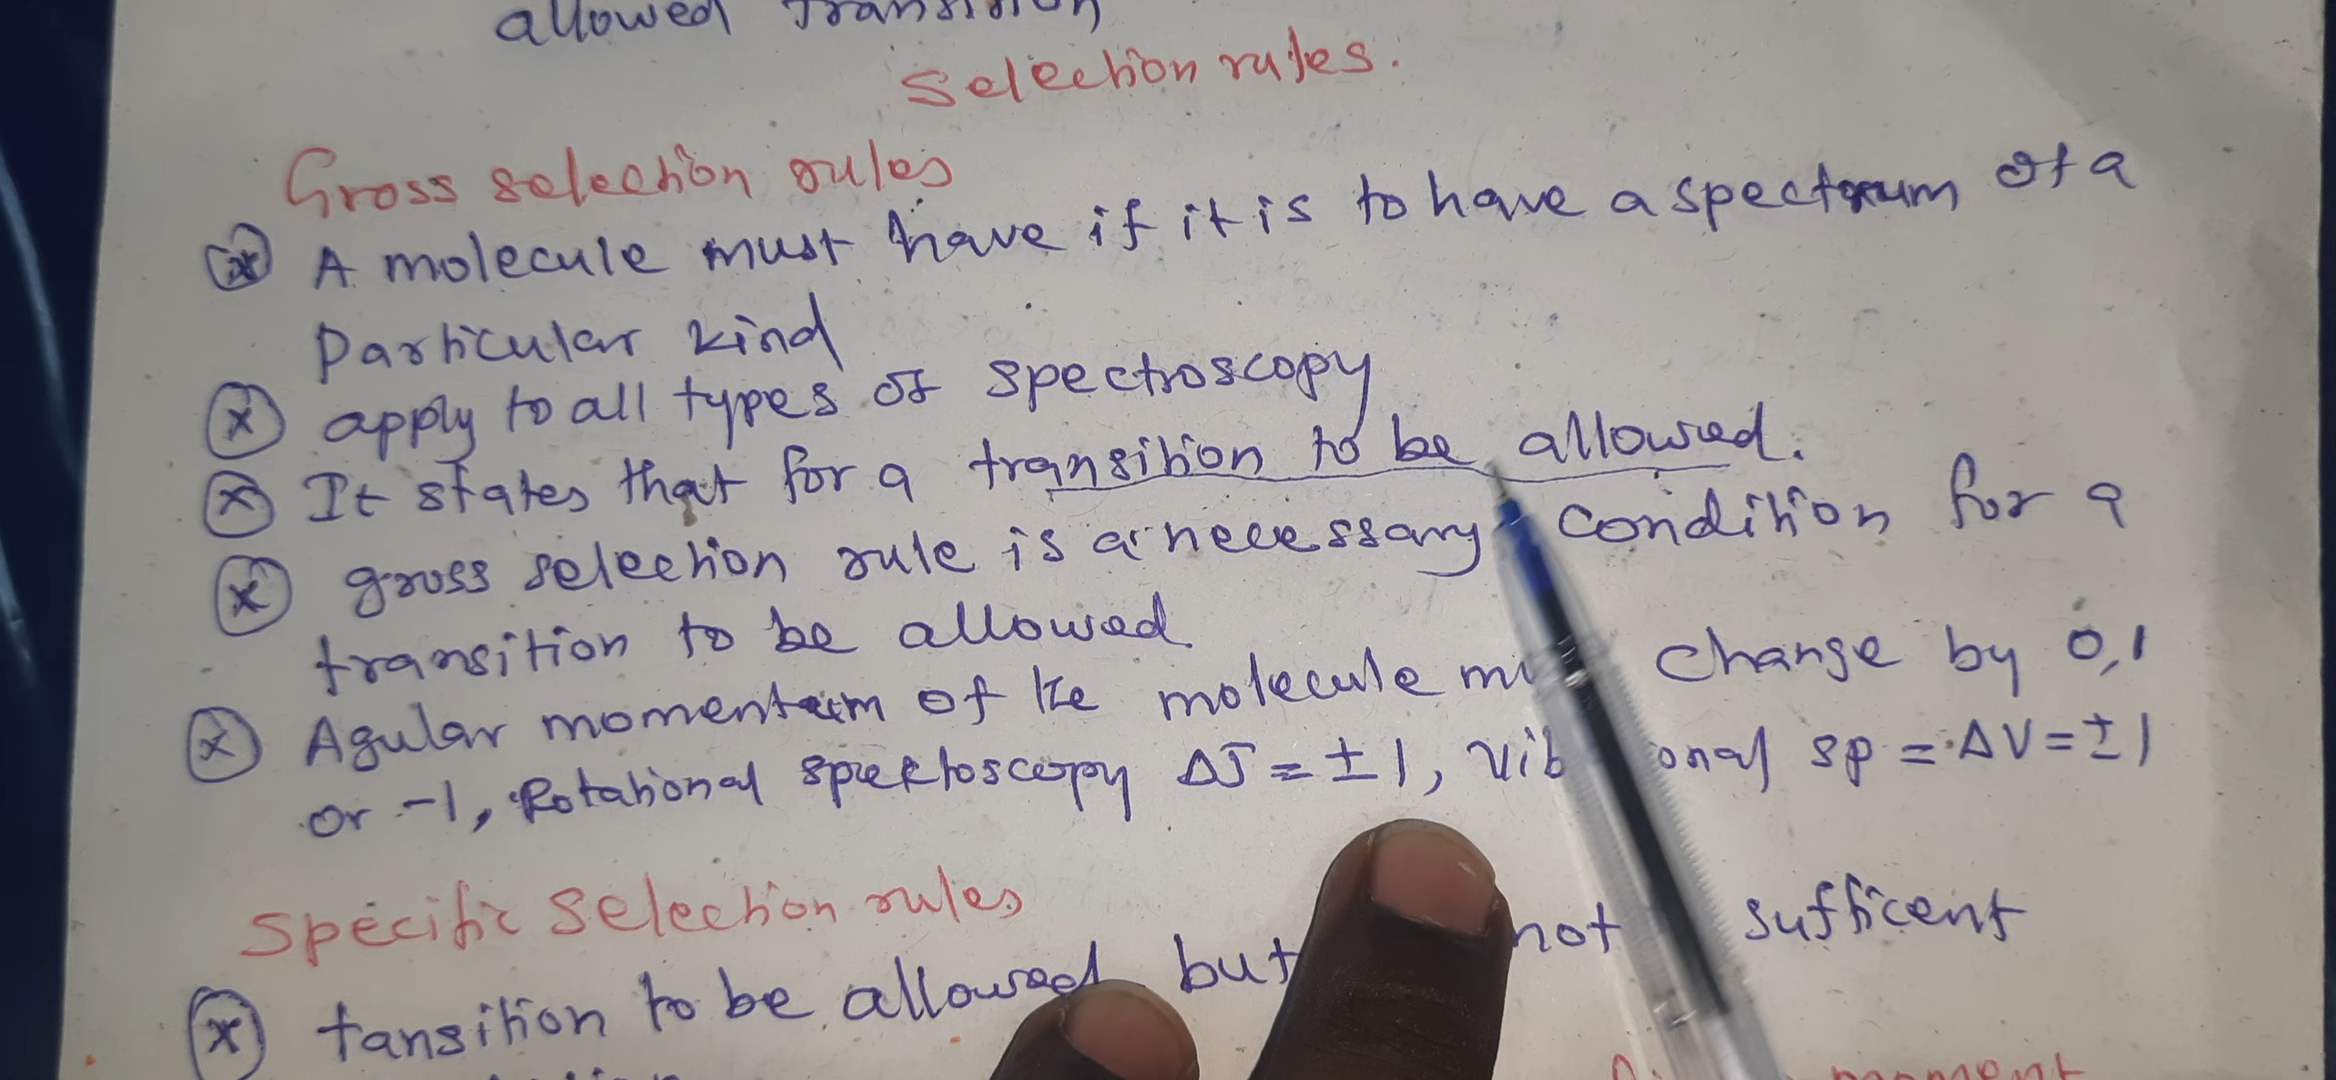 allowed transition
Selection rules.
Gross selection rules
A molecule must have if it is to have a spectrum of a
particular kind
apply to all types of spectroscopy
It states that for a transition to be allowed.
gross selection rule is a necessary condition for a
transition to be allowed
Agular momentum of the molecule change by 0,1
or -1, Rotational spectoscopy ΔJ = ±1, sp = ΔV = ±1
Specific selection rules
tansition to be allowed but not sufficent
moment